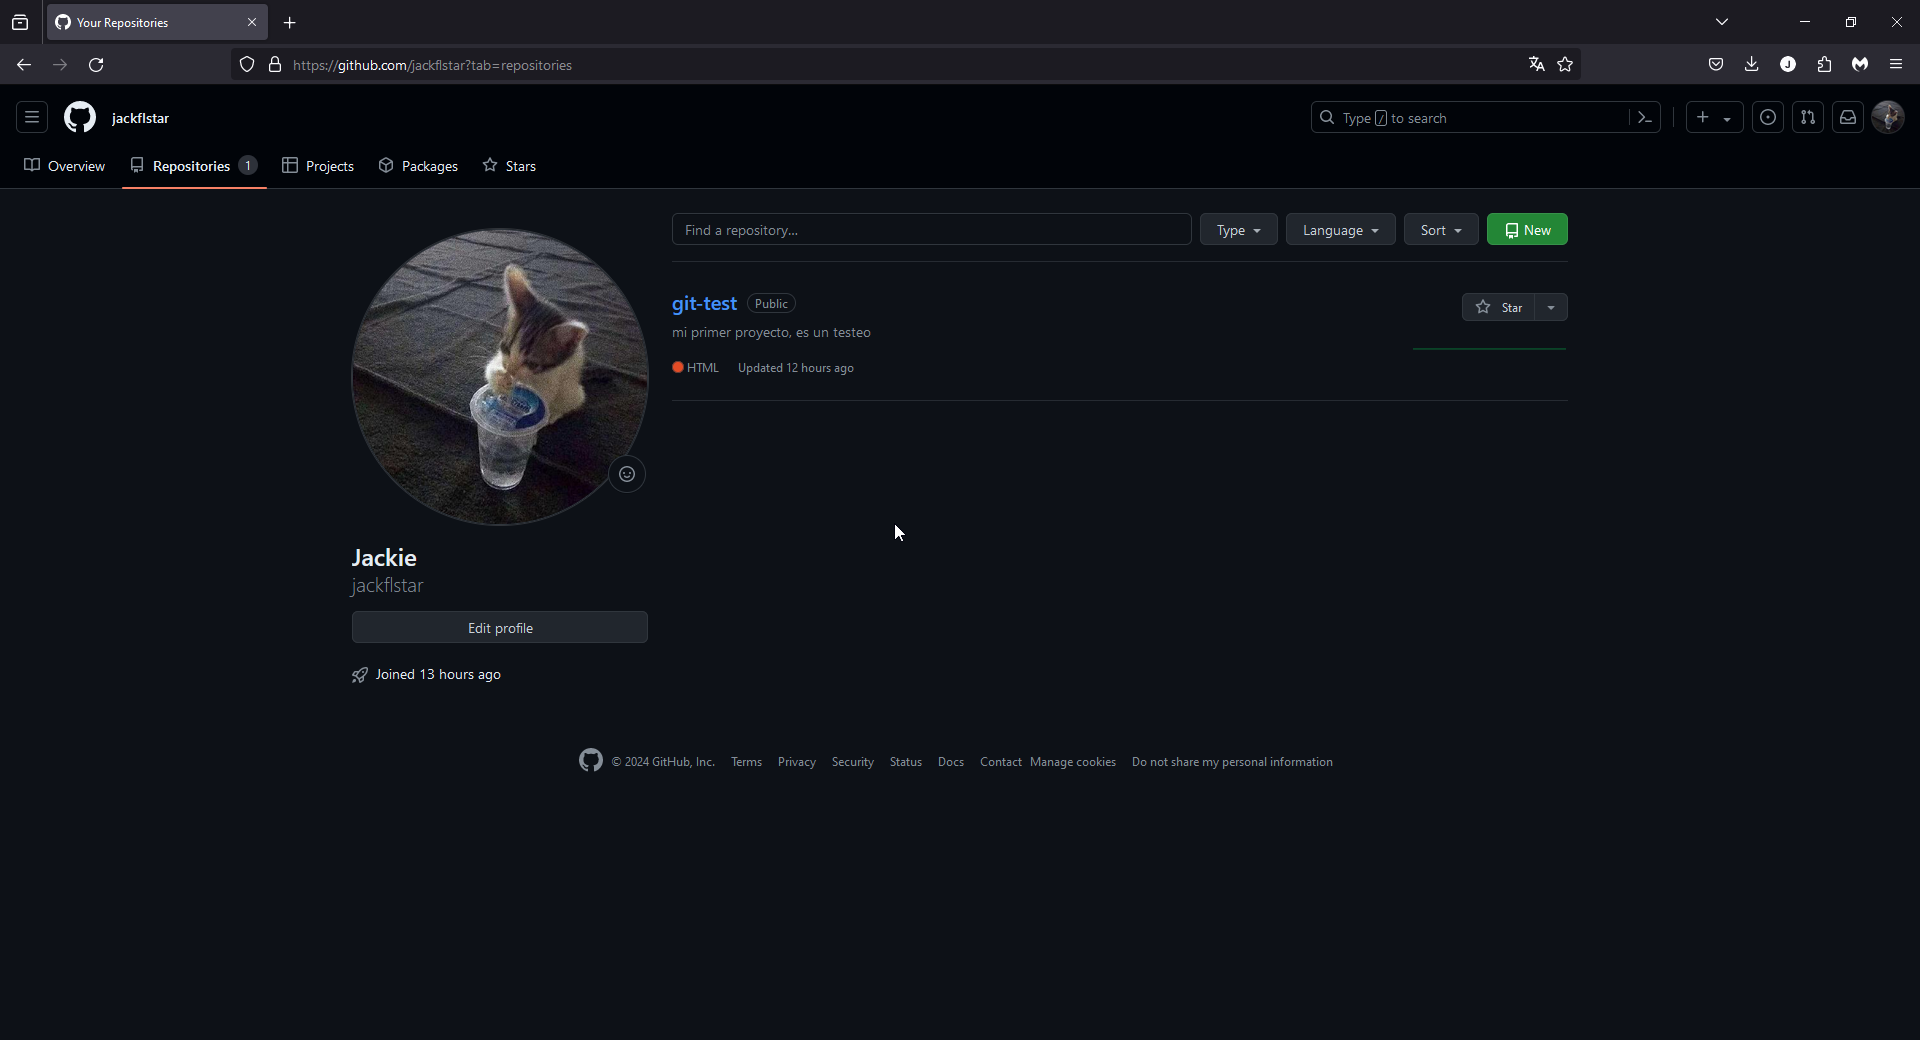 Your Repositories
https://github.com/jackflstar?tab=repositories
J
jackflstar
Type / to search
Overview
Repositories 1
Projects
Packages
Stars
Find a repository...
Type
Language
Sort
New
git-test
Public
Star
mi primer proyecto, es un testeo
HTML
Updated 12 hours ago
Jackie
jackflstar
Edit profile
Joined 13 hours ago
© 2024 GitHub, Inc.
Terms
Privacy
Security
Status
Docs
Contact
Manage cookies
Do not share my personal information